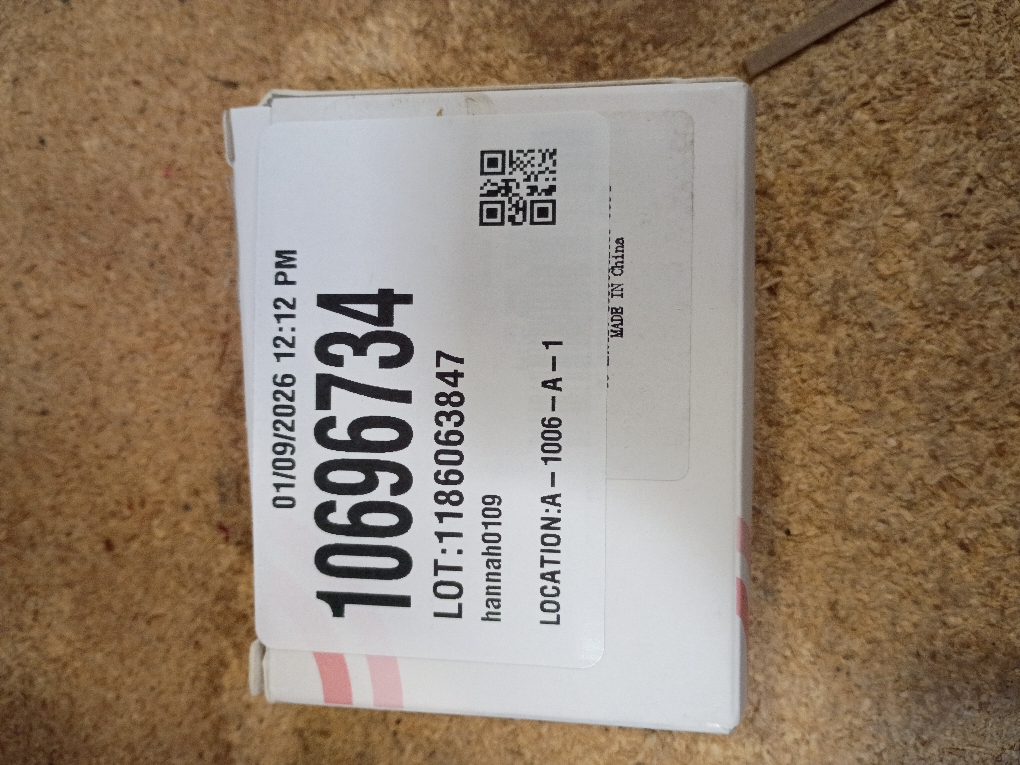 01/09/2026 12:12 PM
10696734
LOT:1186063847
hannah0109
LOCATION:A-1006-A-1
MADE IN China